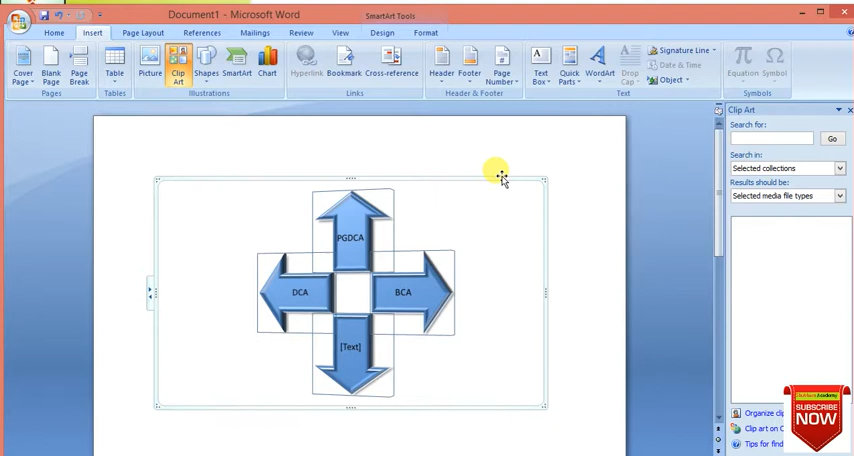 Document1 - Microsoft Word
SmartArt Tools
Home Insert Page Layout References Mailings Review View Design Format
Cover Page Blank Page Page Break
Pages
Table
Tables
Picture Clip Art Shapes SmartArt Chart
Illustrations
Hyperlink Bookmark Cross-reference
Links
Header Footer Page Number
Header & Footer
Text Box Quick Parts WordArt Drop Cap
Signature Line
Date & Time
Object
Text
Equation Symbol
Symbols
Clip Art
Search for:
Go
Search in:
Selected collections
Results should be:
Selected media file types
PGDCA
DCA
BCA
[Text]
Organize cli
Clip art on O
Tips for find
SUBSCRIBE
NOW